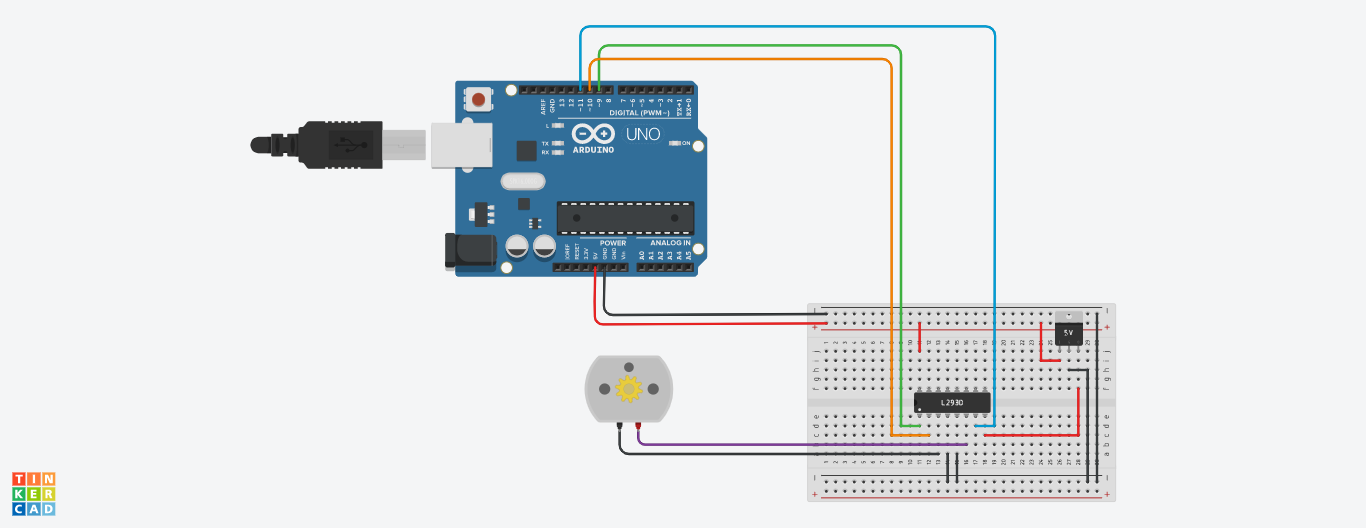 AREF
GND
13
12
~11
~10
~9
8
7
~6
~5
4
~3
2
TX→1
RX←0
DIGITAL (PWM~)
L
TX
RX
UNO
ON
ARDUINO
POWER
ANALOG IN
IOREF
RESET
3.3V
5V
GND
GND
Vin
A0
A1
A2
A3
A4
A5
5V
L293D
TIN
KER
CAD